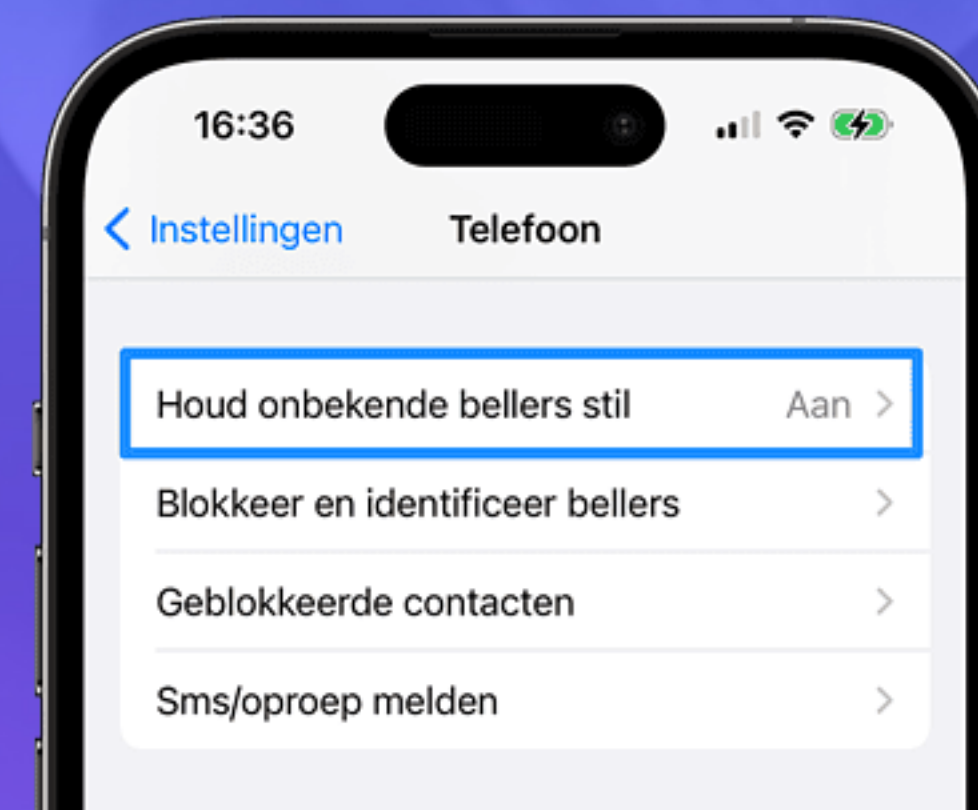 16:36
Instellingen Telefoon
Houd onbekende bellers stil Aan
Blokkeer en identificeer bellers
Geblokkeerde contacten
Sms/oproep melden